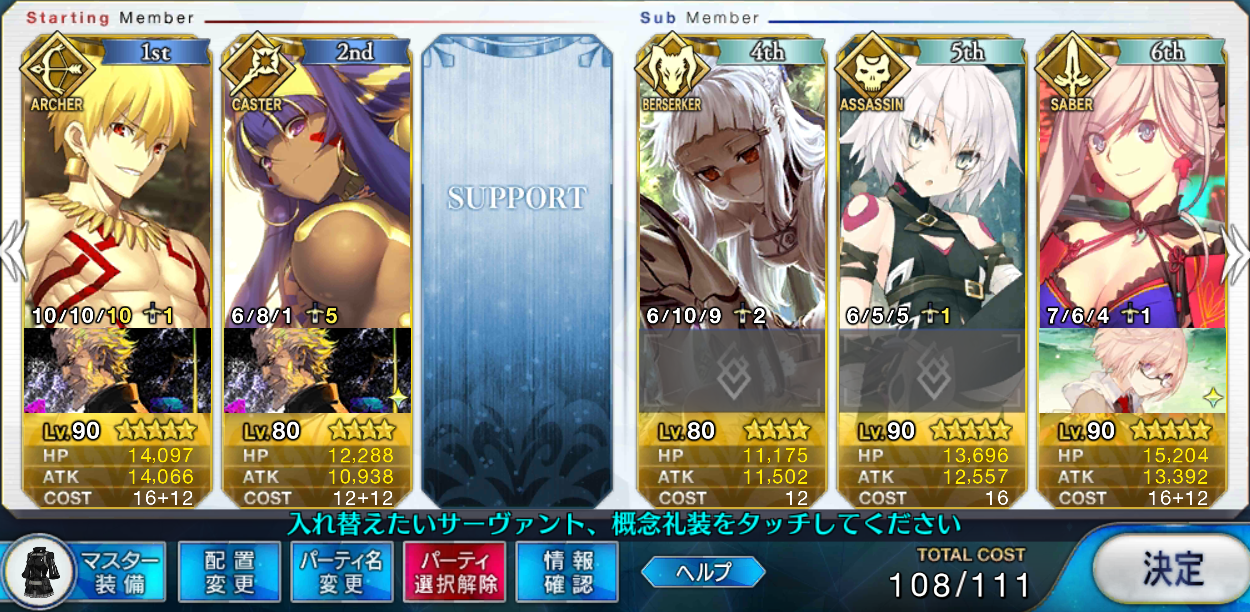 Starting Member
Sub Member
1st
ARCHER
10/10/10 1
Lv.90
HP 14,097
ATK 14,066
COST 16+12
2nd
CASTER
6/8/1 5
Lv.80
HP 12,288
ATK 10,938
COST 12+12
SUPPORT
4th
BERSERKER
6/10/9 2
Lv.80
HP 11,175
ATK 11,502
COST 12
5th
ASSASSIN
6/5/5 1
Lv.90
HP 13,696
ATK 12,557
COST 16
6th
SABER
7/6/4 1
Lv.90
HP 15,204
ATK 13,392
COST 16+12
入れ替えたいサーヴァント、概念礼装をタッチしてください
マスター
装備
配置
変更
パーティ名
変更
パーティ
選択解除
情報
確認
ヘルプ
TOTAL COST
108/111
決定